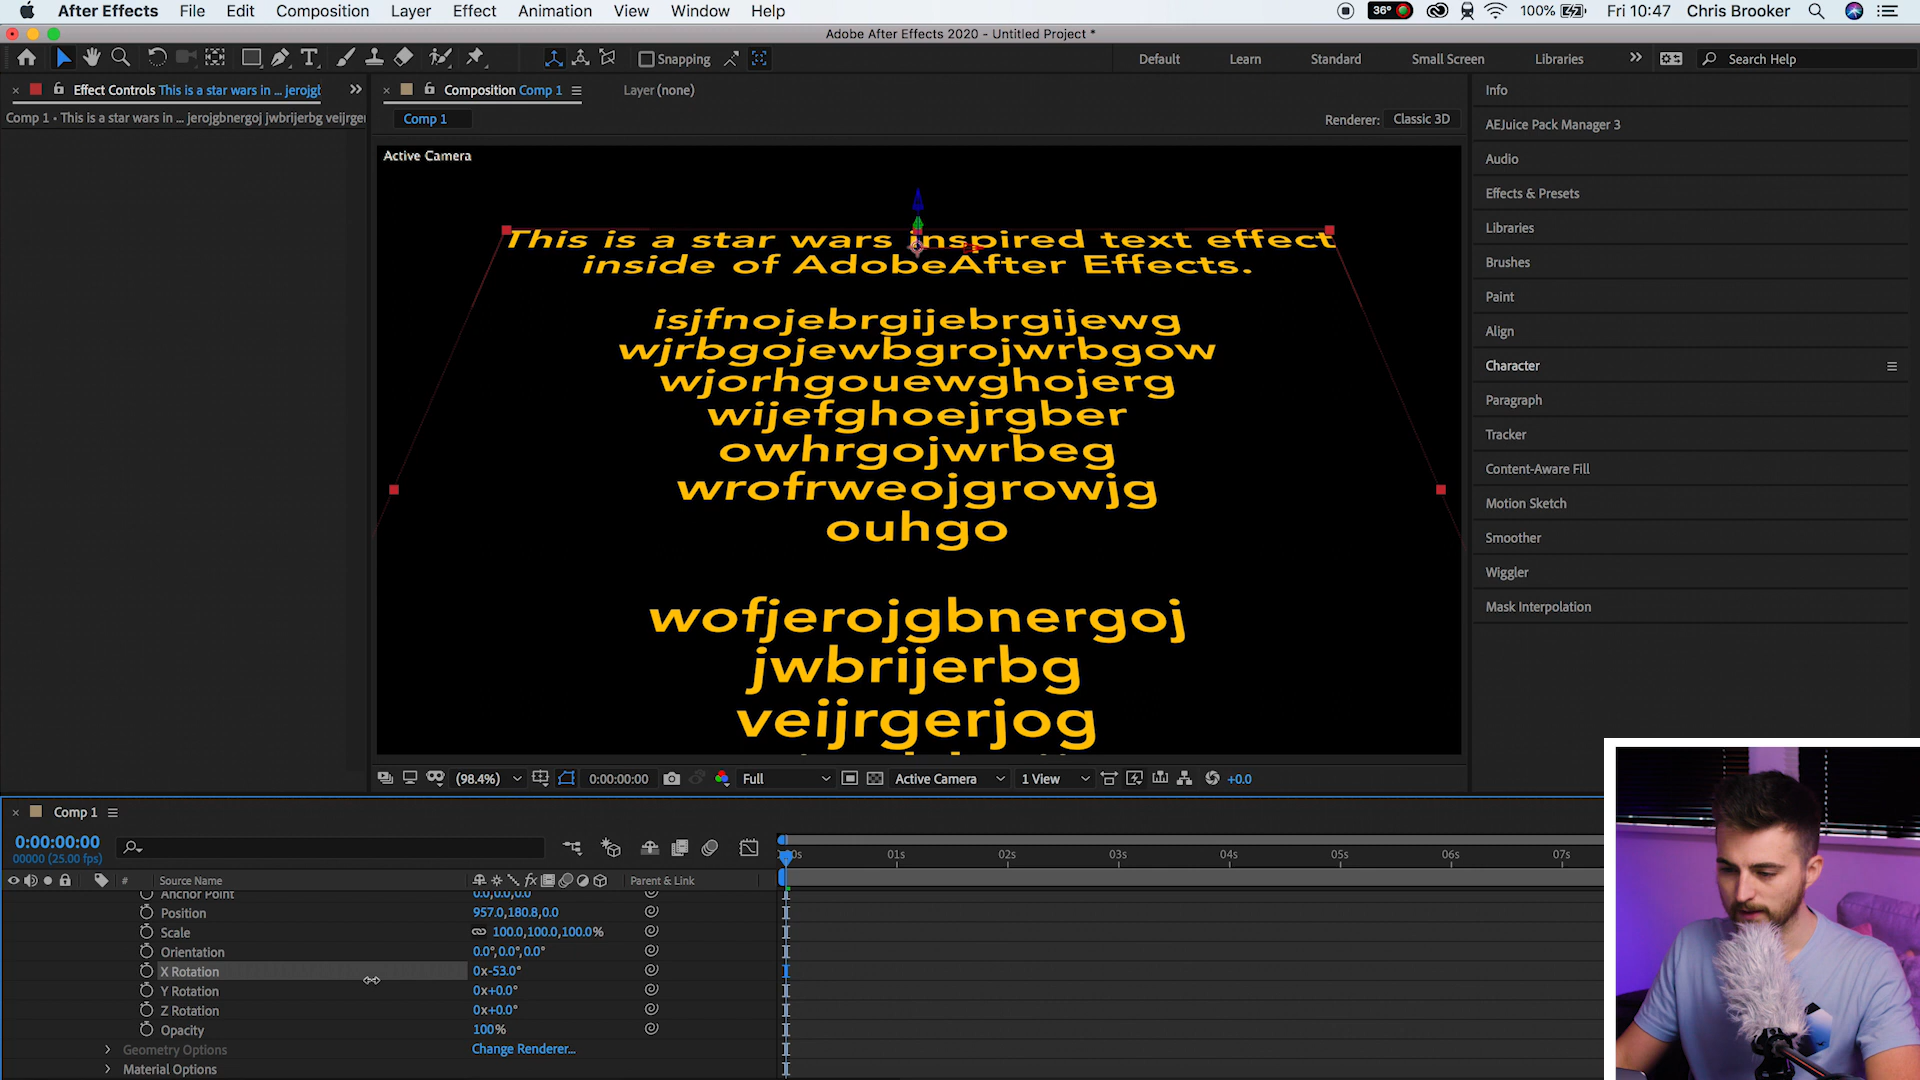 After Effects File Edit Composition Layer Effect Animation View Window Help 36° 100% Fri 10:47 Chris Brooker
Adobe After Effects 2020 - Untitled Project *
Snapping Default Learn Standard Small Screen Libraries Search Help
Effect Controls This is a star wars in ... jerojgt
Composition Comp 1
Layer (none)
Comp 1 • This is a star wars in ... jerojgbnergoj jwbrijerbg veijrge
Comp 1
Renderer: Classic 3D
Active Camera
This is a star wars inspired text effect
inside of AdobeAfter Effects.
isjfnojebrgijebrgijewg
wjrbgojewbgrojwrbgow
wjorhgouewghojerg
wijefghoejrgber
owhrgojwrbeg
wrofrweojgrowjg
ouhgo
wofjerojgbnergoj
jwbrijerbg
veijrgerjog
(98.4%) 0:00:00:00 Full Active Camera 1 View +0.0
Info
AEJuice Pack Manager 3
Audio
Effects & Presets
Libraries
Brushes
Paint
Align
Character
Paragraph
Tracker
Content-Aware Fill
Motion Sketch
Smoother
Wiggler
Mask Interpolation
Comp 1
0:00:00:00
00000 (25.00 fps)
:00s 01s 02s 03s 04s 05s 06s 07s
# Source Name fx Parent & Link
Anchor Point 0.0,0.0,0.0
Position 957.0,180.8,0.0
Scale 100.0,100.0,100.0%
Orientation 0.0°,0.0°,0.0°
X Rotation 0x-53.0°
Y Rotation 0x+0.0°
Z Rotation 0x+0.0°
Opacity 100%
Geometry Options Change Renderer...
Material Options